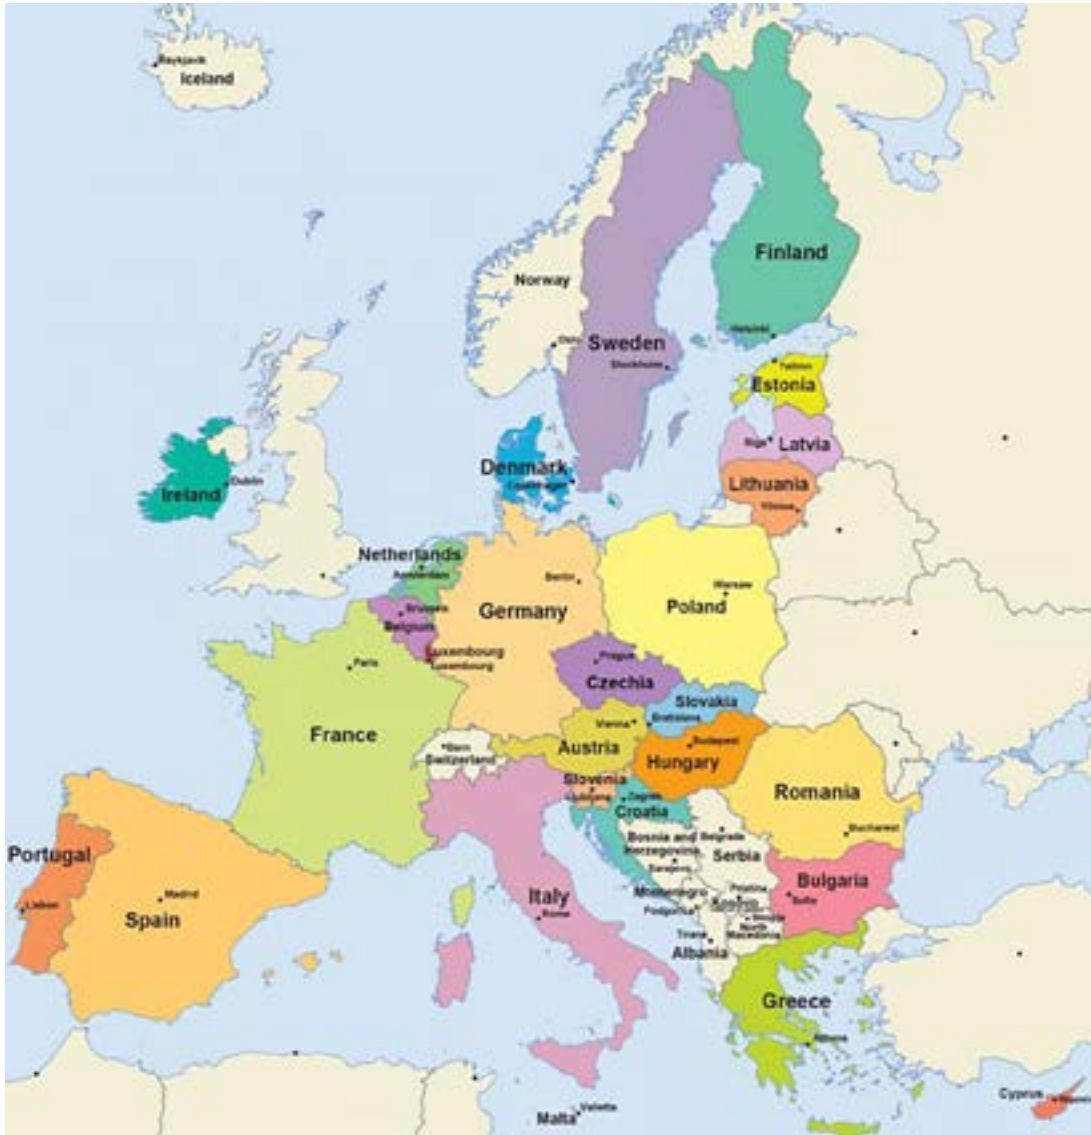 Reykjavik
Iceland
Finland
Norway
Helsinki
Oslo
Sweden
Stockholm
Tallinn
Estonia
Riga
Latvia
Denmark
Copenhagen
Lithuania
Vilnius
Dublin
Ireland
Netherlands
Amsterdam
Berlin
Warsaw
Poland
Germany
Brussels
Belgium
Luxembourg
Luxembourg
Paris
Prague
Czechia
Slovakia
Bratislava
Vienna
Austria
France
Bern
Switzerland
Budapest
Hungary
Slovenia
Ljubljana
Zagreb
Croatia
Romania
Bucharest
Bosnia and
Herzegovina
Sarajevo
Belgrade
Serbia
Portugal
Lisbon
Madrid
Spain
Italy
Rome
Montenegro
Podgorica
Pristina
Kosovo
Bulgaria
Sofia
Skopje
North
Macedonia
Tirana
Albania
Greece
Athens
Malta
Valletta
Cyprus